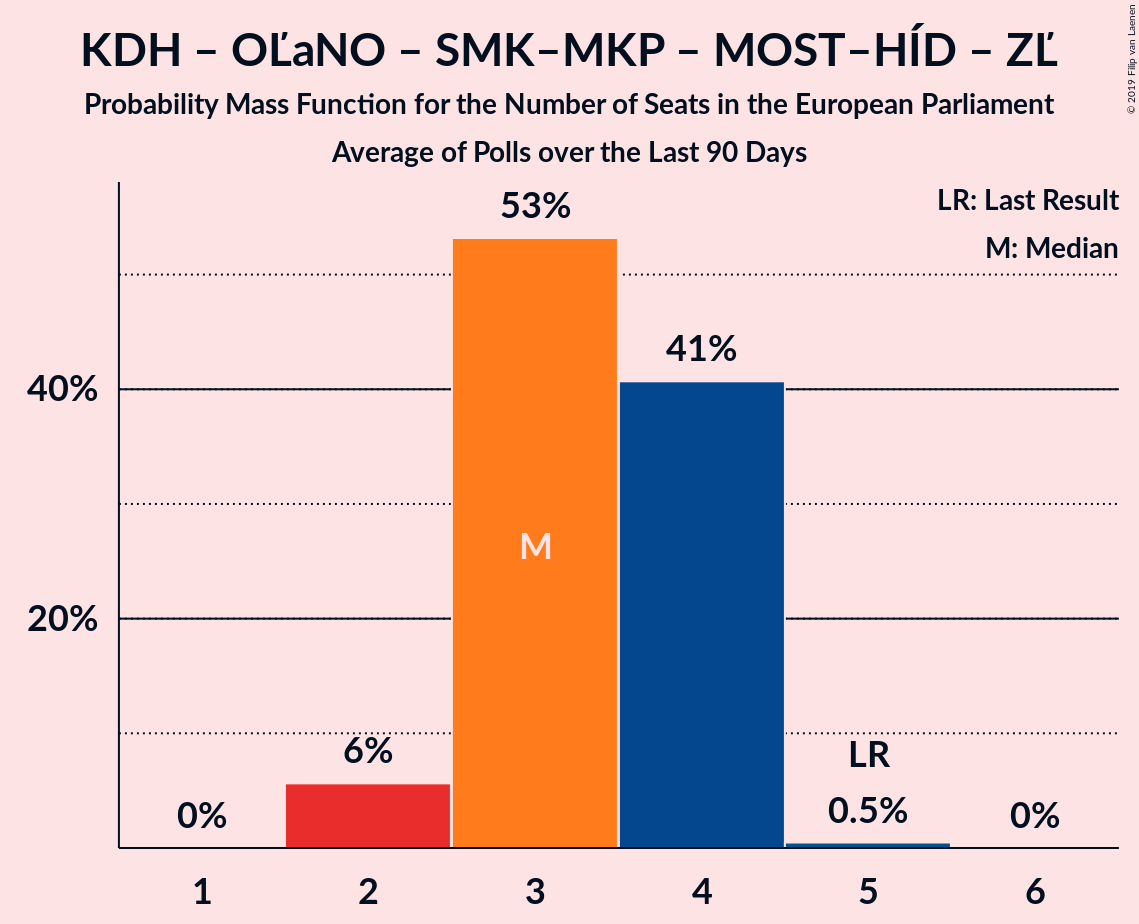 KDH – OĽaNO – SMK–MKP – MOST–HÍD – ZĽ
Probability Mass Function for the Number of Seats in the European Parliament
Average of Polls over the Last 90 Days
© 2019 Filip van Laenen
LR: Last Result
M: Median
53%
41%
40%
M
20%
6%
LR
0%
0.5%
0%
1 2 3 4 5 6